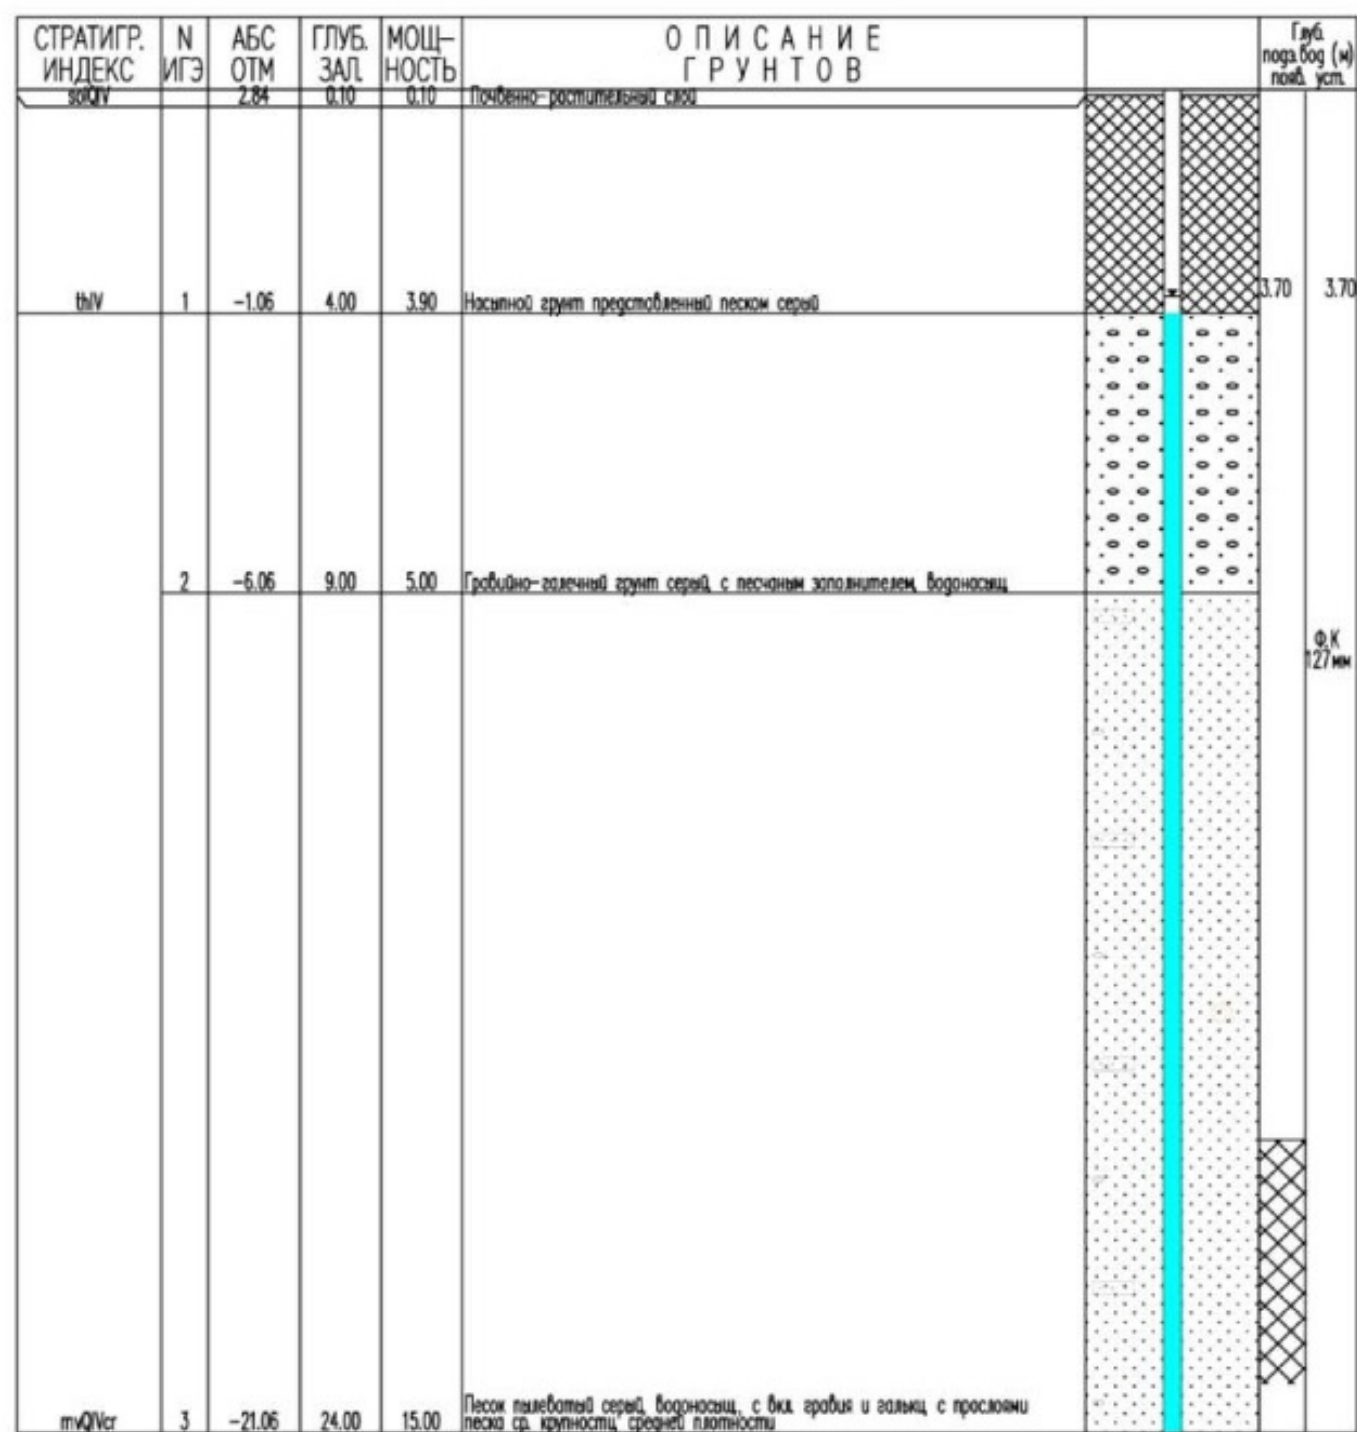 СТРАТИГР. ИНДЕКС
N ИГЭ
АБС ОТМ
ГЛУБ. ЗАЛ.
МОЩ- НОСТЬ
ОПИСАНИЕ ГРУНТОВ
Глуб. подз.вод (м) появ. уст.
solQIV 2.84 0.10 0.10 Почвенно-растительный слой
3.70 3.70
thIV 1 -1.06 4.00 3.90 Насыпной грунт представленный песком серый
2 -6.06 9.00 5.00 Гравийно-галечный грунт серый, с песчаным заполнителем, водонасыщ.
Ф.К
127мм
Песок пылеватый серый, водонасыщ., с вкл. гравия и гальки, с прослоями
mvQIVcr 3 -21.06 24.00 15.00 песка ср. крупности, средней плотности